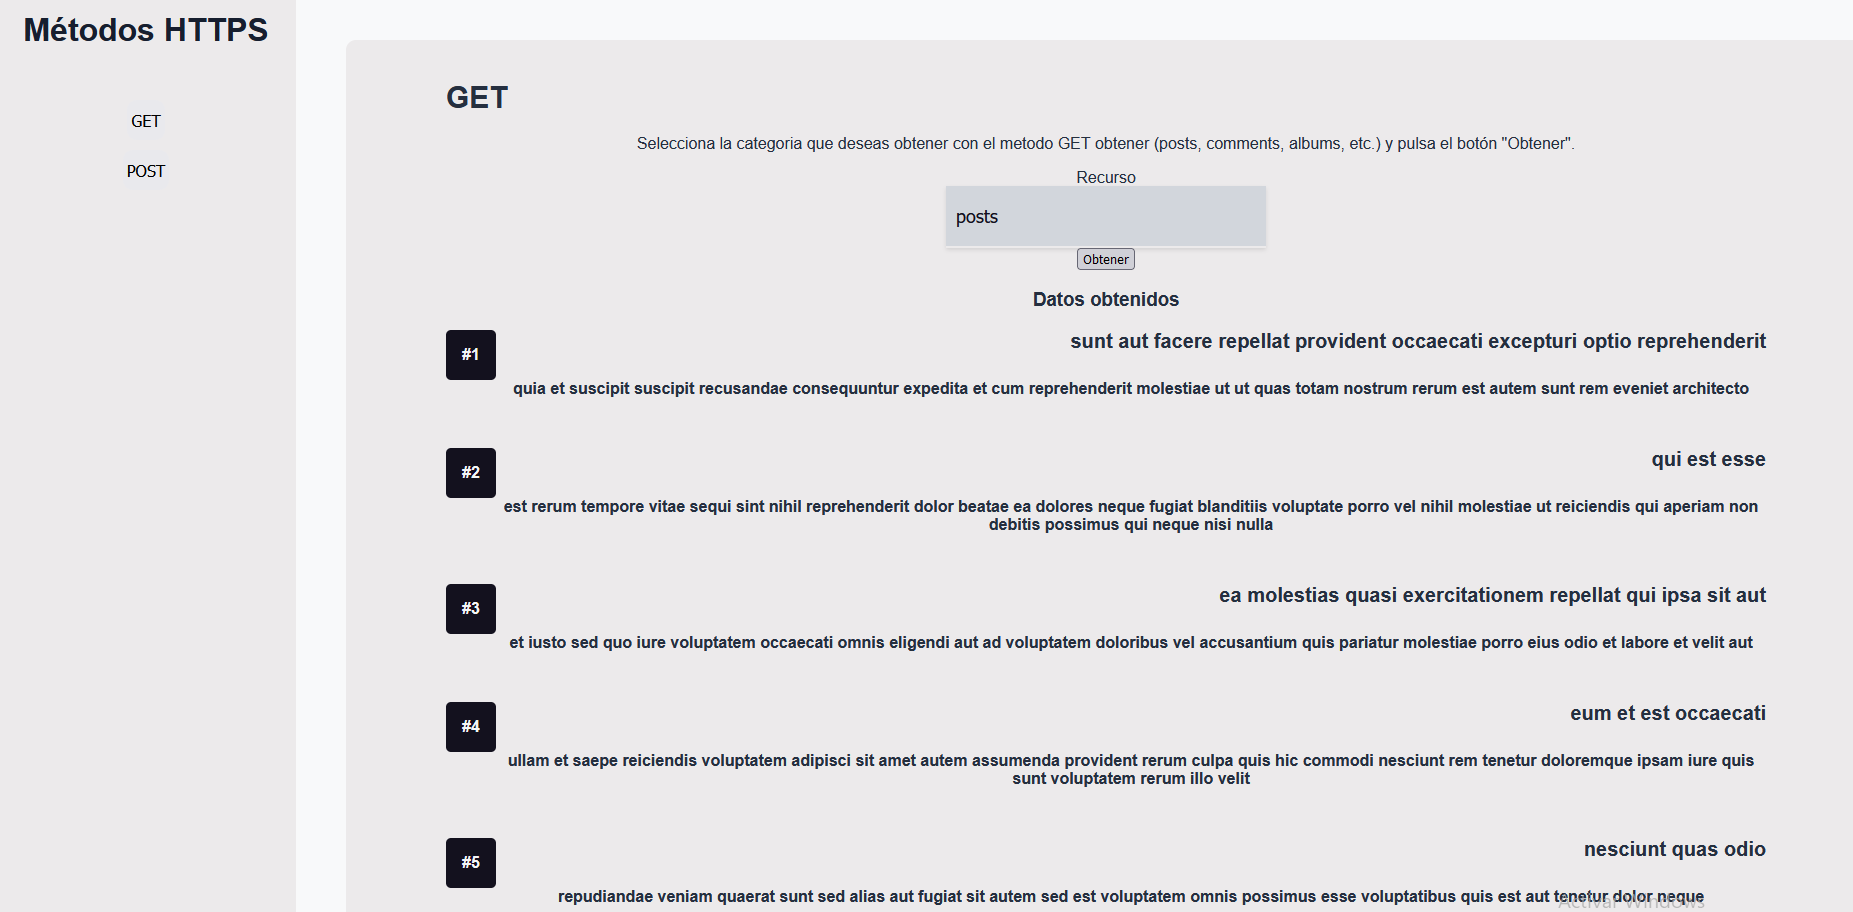 Métodos HTTPS
GET
POST
GET
Selecciona la categoria que deseas obtener con el metodo GET obtener (posts, comments, albums, etc.) y pulsa el botón "Obtener".
Recurso
posts
Obtener
Datos obtenidos
#1
sunt aut facere repellat provident occaecati excepturi optio reprehenderit
quia et suscipit suscipit recusandae consequuntur expedita et cum reprehenderit molestiae ut ut quas totam nostrum rerum est autem sunt rem eveniet architecto
#2
qui est esse
est rerum tempore vitae sequi sint nihil reprehenderit dolor beatae ea dolores neque fugiat blanditiis voluptate porro vel nihil molestiae ut reiciendis qui aperiam non
debitis possimus qui neque nisi nulla
#3
ea molestias quasi exercitationem repellat qui ipsa sit aut
et iusto sed quo iure voluptatem occaecati omnis eligendi aut ad voluptatem doloribus vel accusantium quis pariatur molestiae porro eius odio et labore et velit aut
#4
eum et est occaecati
ullam et saepe reiciendis voluptatem adipisci sit amet autem assumenda provident rerum culpa quis hic commodi nesciunt rem tenetur doloremque ipsam iure quis
sunt voluptatem rerum illo velit
#5
nesciunt quas odio
repudiandae veniam quaerat sunt sed alias aut fugiat sit autem sed est voluptatem omnis possimus esse voluptatibus quis est aut tenetur dolor neque
Activar Windows